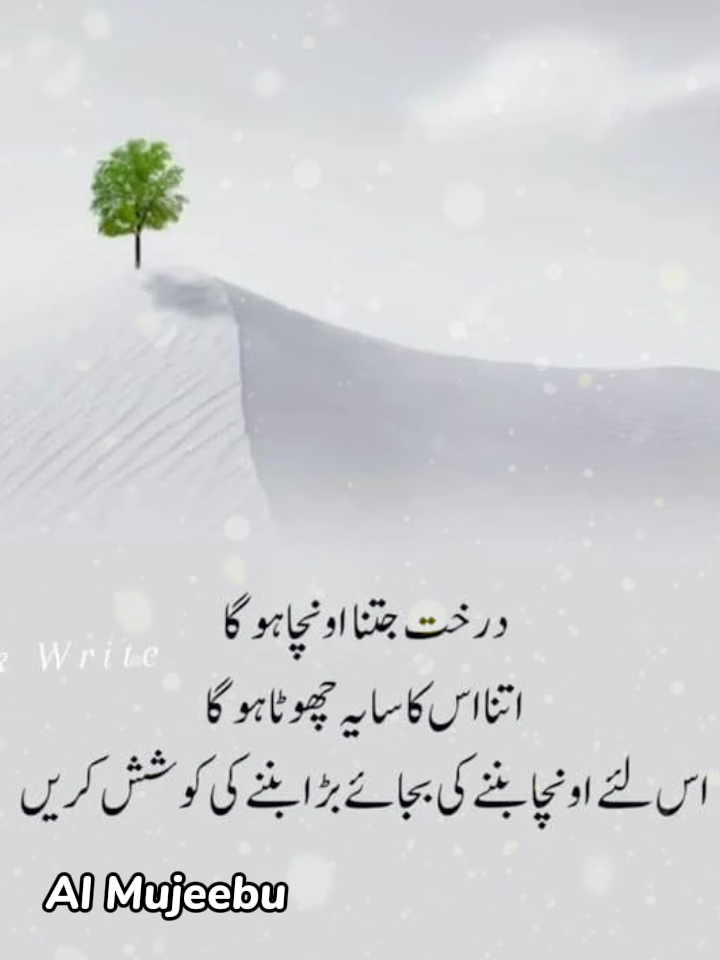 درخت جتنا اونچا ہو گا
Write
اتنا اس کا سایہ چھوٹا ہو گا
اس لئے اونچا بننے کی بجائے بڑا بننے کی کوشش کریں
Al Mujeebu